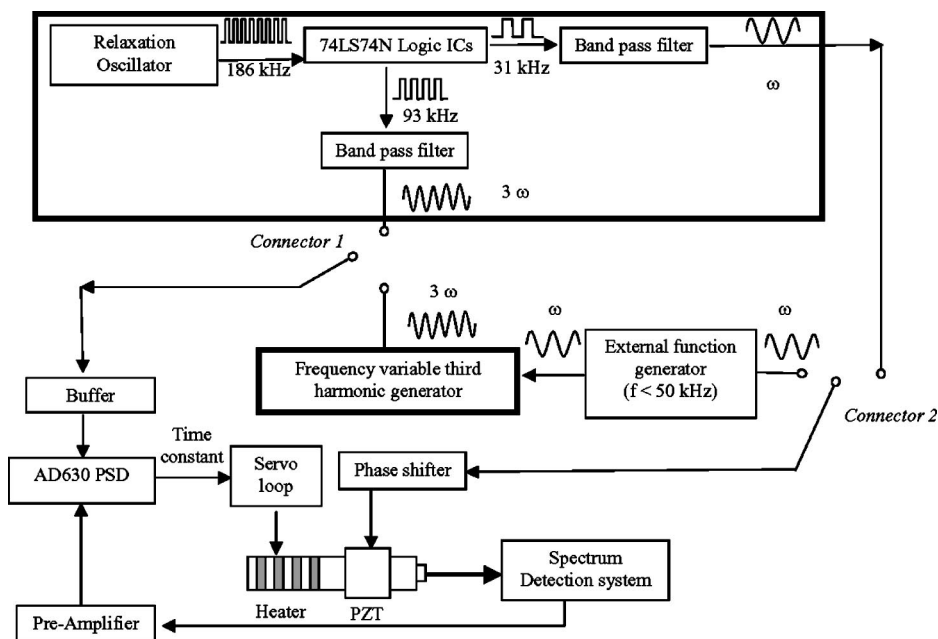 Relaxation
Oscillator
186 kHz
74LS74N Logic ICs
31 kHz
Band pass filter
ω
93 kHz
Band pass filter
3 ω
Connector 1
3 ω
ω
ω
Frequency variable third
harmonic generator
External function
generator
(f < 50 kHz)
Connector 2
Buffer
Time
constant
AD630 PSD
Servo
loop
Phase shifter
Spectrum
Detection system
Heater
PZT
Pre-Amplifier